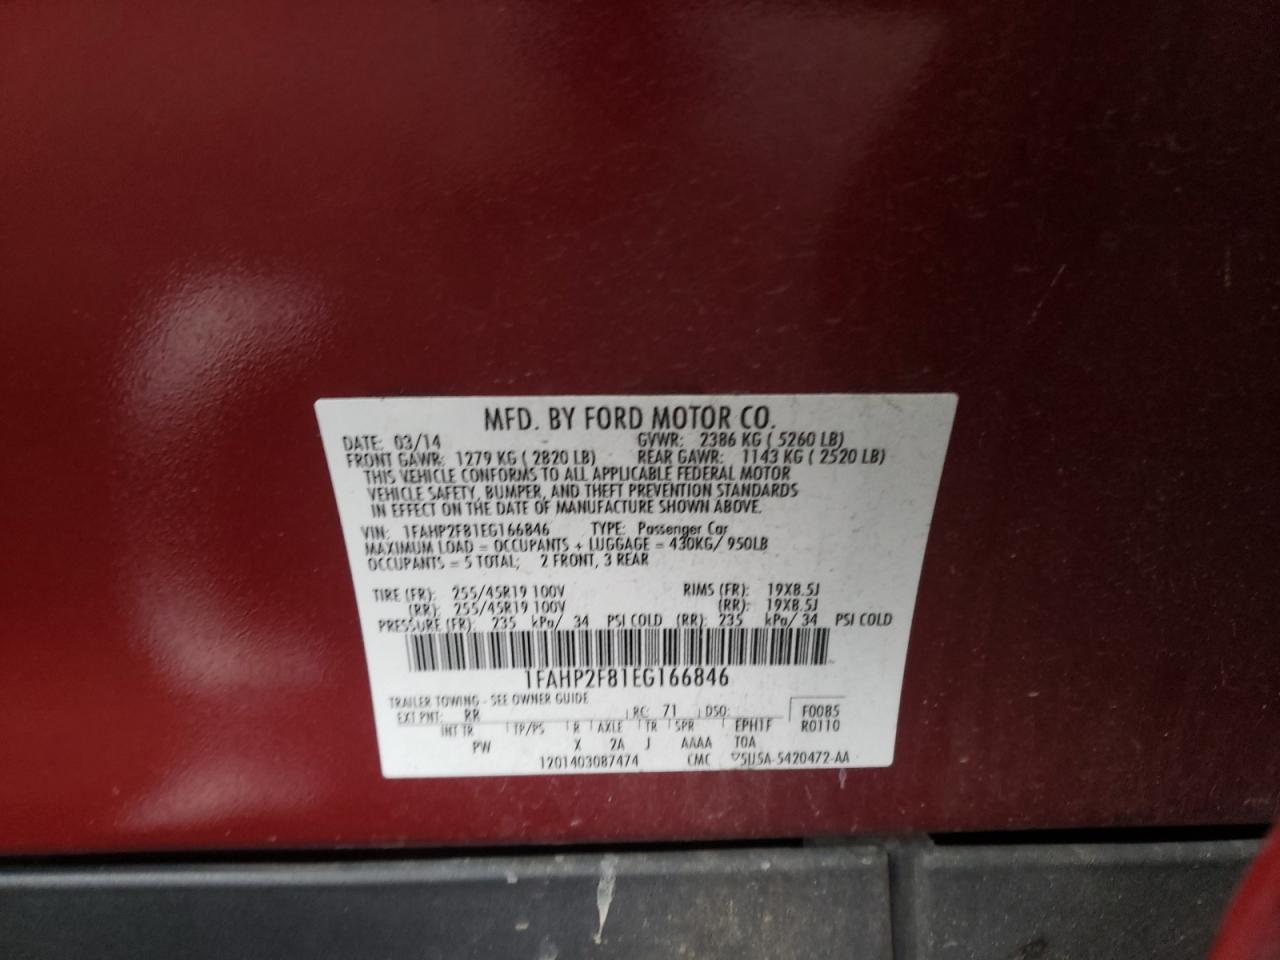 MFD. BY FORD MOTOR CO.
DATE: 03/14 GVWR: 2386 KG ( 5260 LB)
FRONT GAWR: 1279 KG ( 2820 LB) REAR GAWR: 1143 KG ( 2520 LB)
THIS VEHICLE CONFORMS TO ALL APPLICABLE FEDERAL MOTOR
VEHICLE SAFETY, BUMPER, AND THEFT PREVENTION STANDARDS
IN EFFECT ON THE DATE OF MANUFACTURE SHOWN ABOVE.
VIN: 1FAHP2F81EG166846 TYPE: Passenger Car
MAXIMUM LOAD = OCCUPANTS + LUGGAGE = 430KG/ 950LB
OCCUPANTS = 5 TOTAL; 2 FRONT, 3 REAR
TIRE (FR): 255/45R19 100V RIMS (FR): 19X8.5J
(RR): 255/45R19 100V (RR): 19X8.5J
PRESSURE (FR): 235 kPa/ 34 PSI COLD (RR): 235 kPa/ 34 PSI COLD
1FAHP2F81EG166846
TRAILER TOWING - SEE OWNER GUIDE
EXT PNT: RR RC: 71 DSO: F0085
INT TR TP/PS R AXLE TR SPR EPH1F R0110
PW X 2A J AAAA TOA
1201403087474 CMC 5U5A-5420472-AA